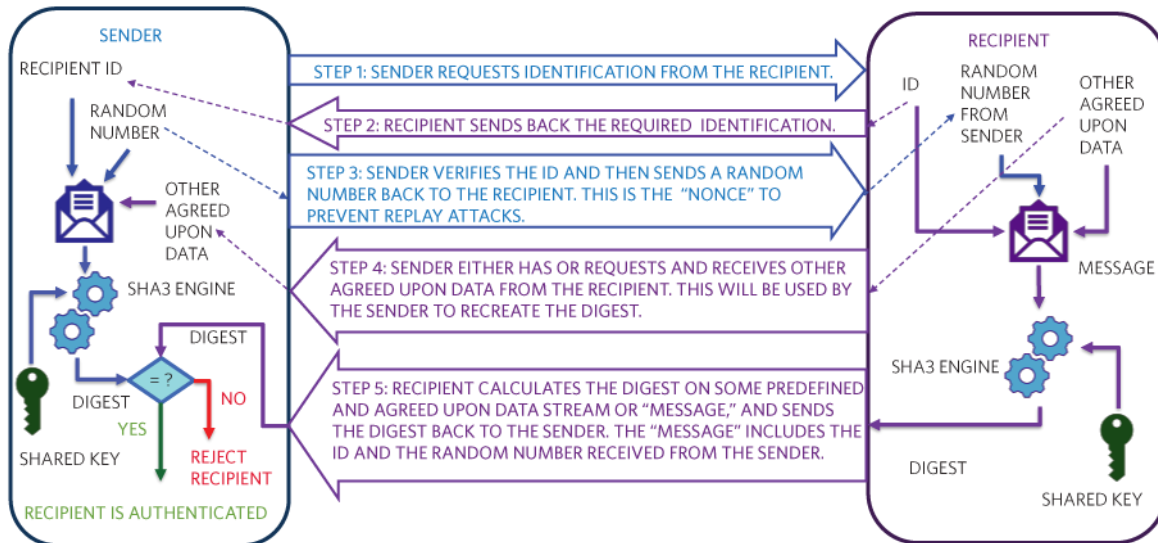 SENDER
RECIPIENT ID
RANDOM
NUMBER
OTHER
AGREED
UPON
DATA
SHA3 ENGINE
DIGEST
= ?
DIGEST
NO
YES
SHARED KEY
REJECT
RECIPIENT
RECIPIENT IS AUTHENTICATED
STEP 1: SENDER REQUESTS IDENTIFICATION FROM THE RECIPIENT.
STEP 2: RECIPIENT SENDS BACK THE REQUIRED IDENTIFICATION.
STEP 3: SENDER VERIFIES THE ID AND THEN SENDS A RANDOM
NUMBER BACK TO THE RECIPIENT. THIS IS THE “NONCE” TO
PREVENT REPLAY ATTACKS.
STEP 4: SENDER EITHER HAS OR REQUESTS AND RECEIVES OTHER
AGREED UPON DATA FROM THE RECIPIENT. THIS WILL BE USED BY
THE SENDER TO RECREATE THE DIGEST.
STEP 5: RECIPIENT CALCULATES THE DIGEST ON SOME PREDEFINED
AND AGREED UPON DATA STREAM OR “MESSAGE,” AND SENDS
THE DIGEST BACK TO THE SENDER. THE “MESSAGE” INCLUDES THE
ID AND THE RANDOM NUMBER RECEIVED FROM THE SENDER.
RECIPIENT
ID
RANDOM
NUMBER
FROM
SENDER
OTHER
AGREED
UPON
DATA
MESSAGE
SHA3 ENGINE
DIGEST
SHARED KEY